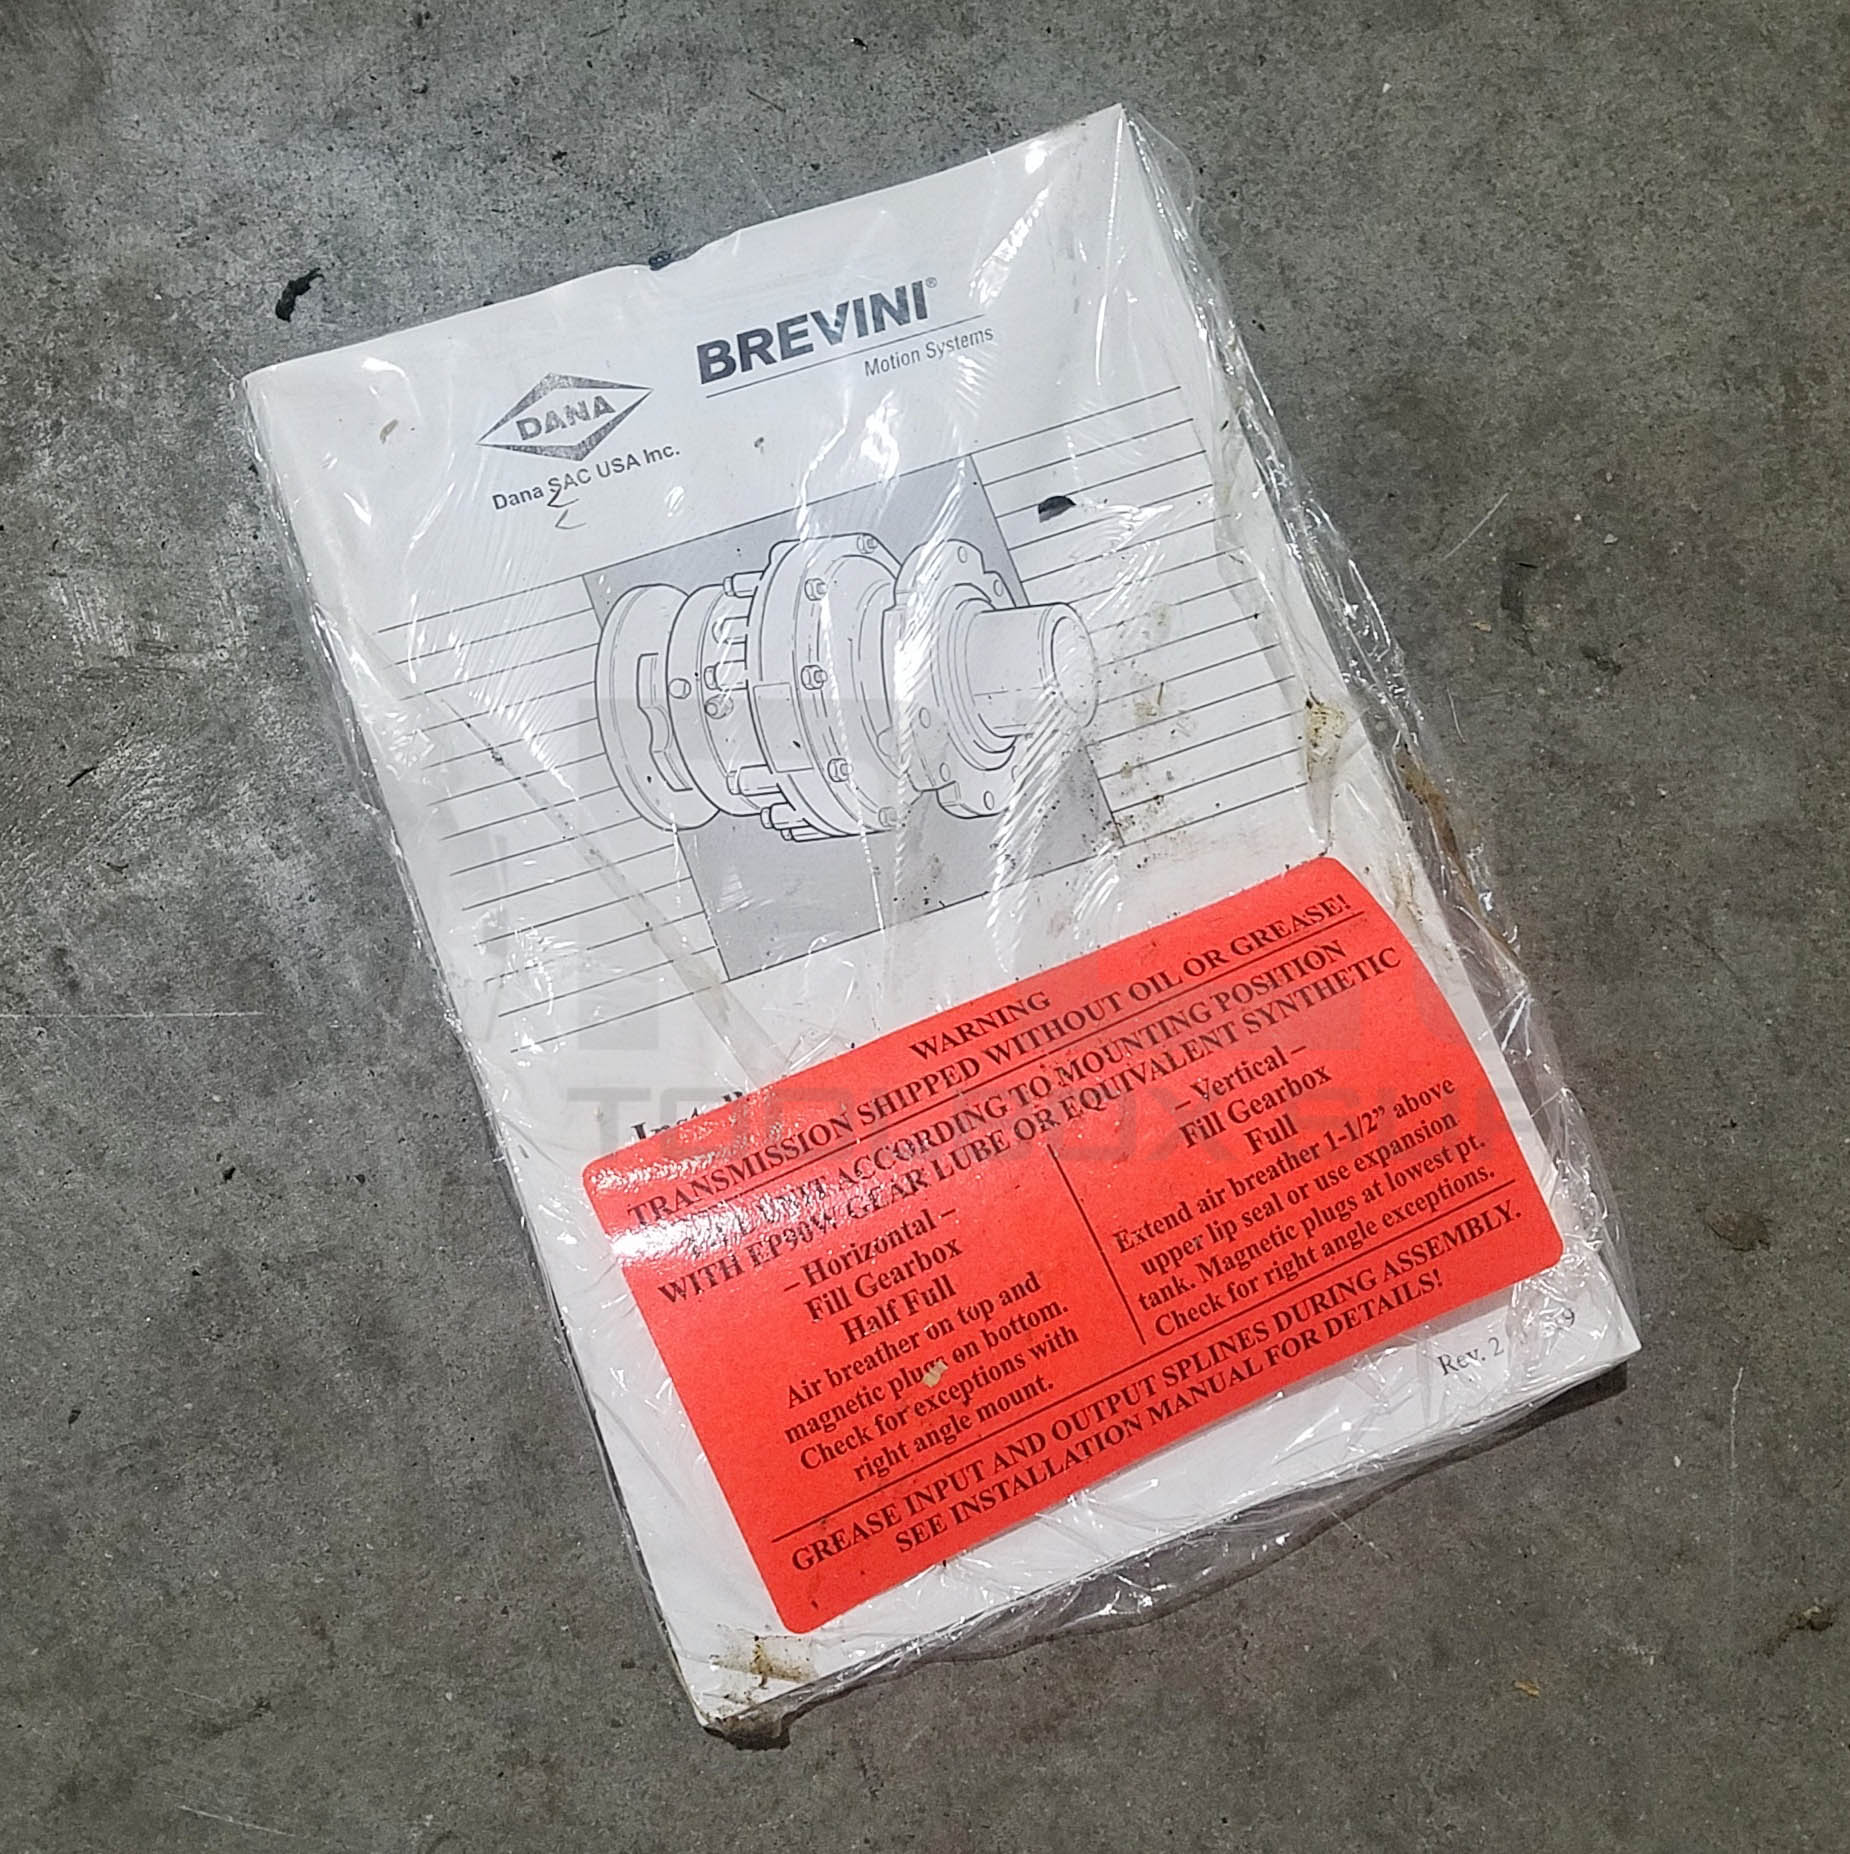 BREVINI®
Motion Systems
DANA
Dana SAC USA Inc.
WARNING
TRANSMISSION SHIPPED WITHOUT OIL OR GREASE!
UNIT ACCORDING TO MOUNTING POSITION
WITH EP90W GEAR LUBE OR EQUIVALENT SYNTHETIC
– Horizontal –
Fill Gearbox
Half Full
Air breather on top and
magnetic plugs on bottom.
Check for exceptions with
right angle mount.
– Vertical –
Fill Gearbox
Full
Extend air breather 1-1/2” above
upper lip seal or use expansion
tank. Magnetic plugs at lowest pt.
Check for right angle exceptions.
GREASE INPUT AND OUTPUT SPLINES DURING ASSEMBLY.
SEE INSTALLATION MANUAL FOR DETAILS!
Rev. 2